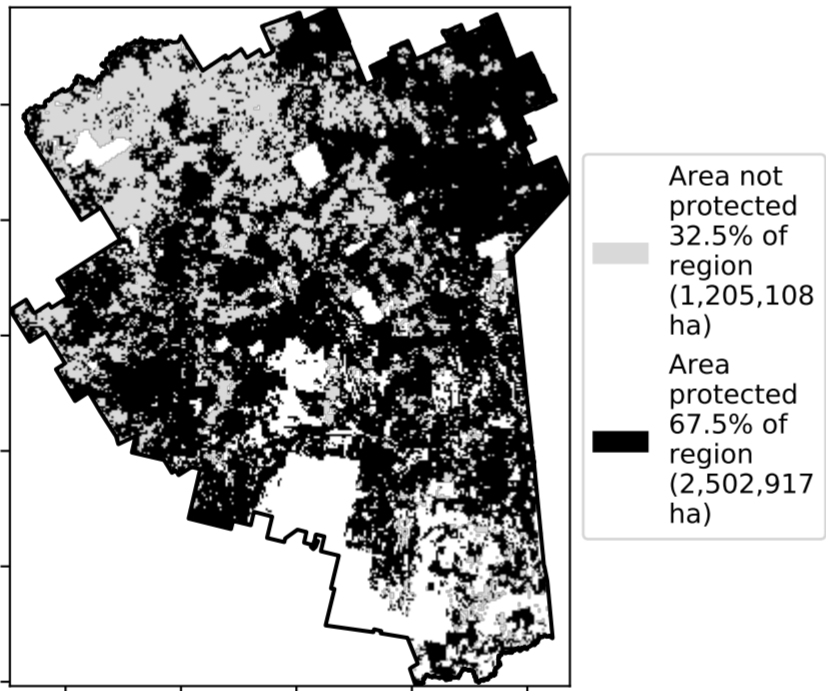 Area not
protected
32.5% of
region
(1,205,108
ha)
Area
protected
67.5% of
region
(2,502,917
ha)